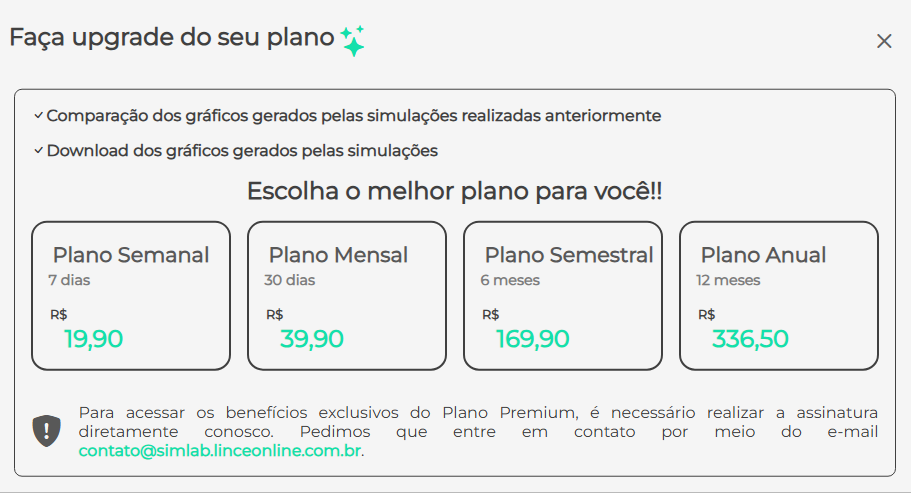 Faça upgrade do seu plano
Comparação dos gráficos gerados pelas simulações realizadas anteriormente
Download dos gráficos gerados pelas simulações
Escolha o melhor plano para você!!
Plano Semanal
7 dias
R$
19,90
Plano Mensal
30 dias
R$
39,90
Plano Semestral
6 meses
R$
169,90
Plano Anual
12 meses
R$
336,50
Para acessar os benefícios exclusivos do Plano Premium, é necessário realizar a assinatura
diretamente conosco. Pedimos que entre em contato por meio do e-mail
contato@simlab.linceonline.com.br.